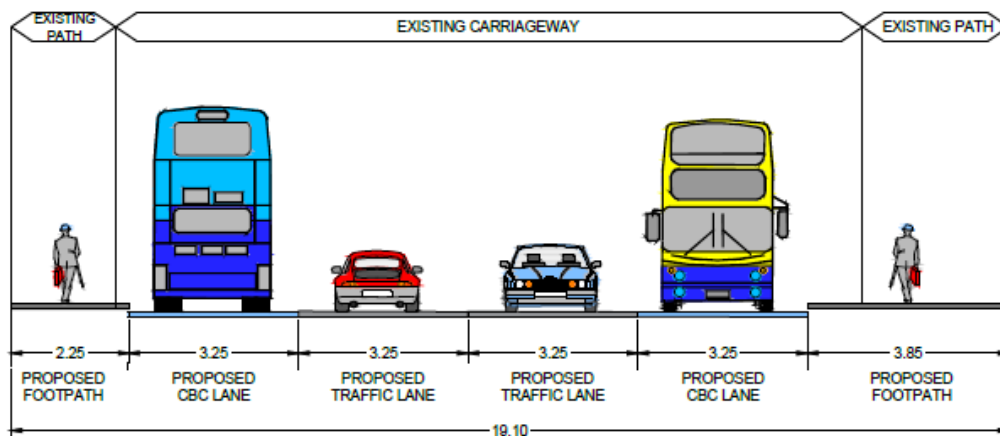 EXISTING
PATH
EXISTING CARRIAGEWAY
EXISTING PATH
2.25
3.25
3.25
3.25
3.25
3.85
PROPOSED
FOOTPATH
PROPOSED
CBC LANE
PROPOSED
TRAFFIC LANE
PROPOSED
TRAFFIC LANE
PROPOSED
CBC LANE
PROPOSED
FOOTPATH
19.10